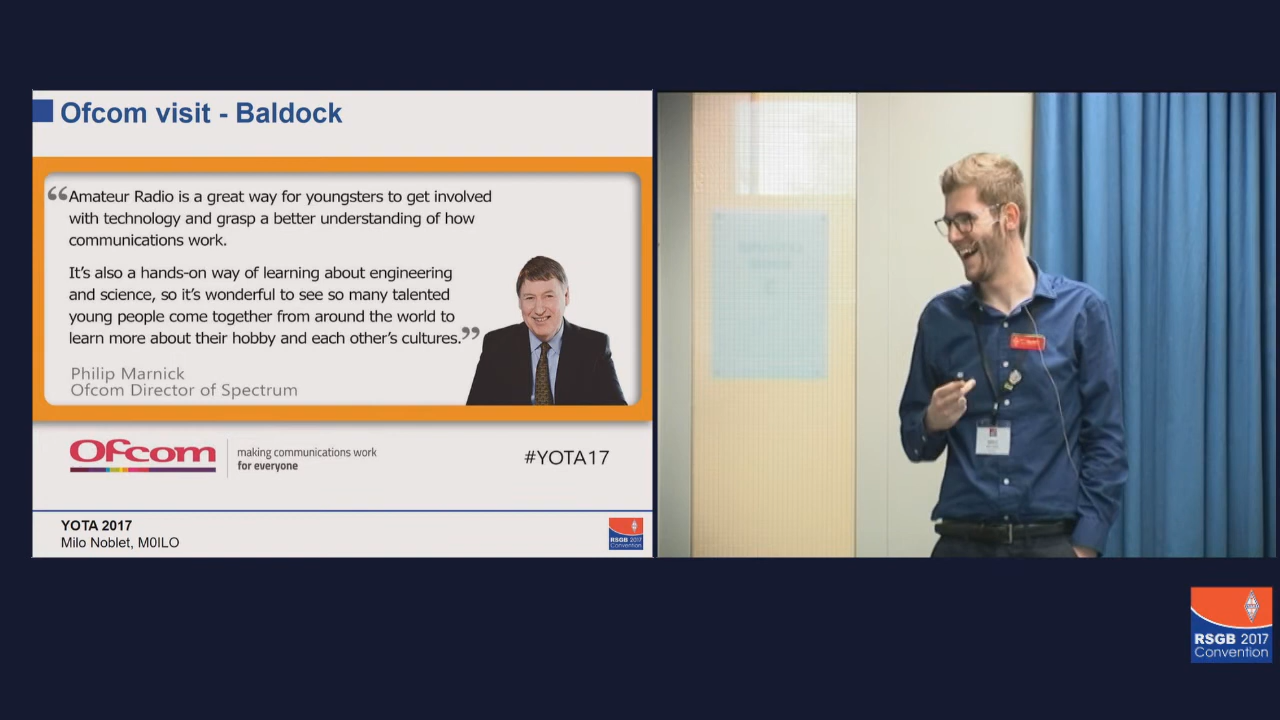 Ofcom visit - Baldock
“Amateur Radio is a great way for youngsters to get involved
with technology and grasp a better understanding of how
communications work.
It’s also a hands-on way of learning about engineering
and science, so it’s wonderful to see so many talented
young people come together from around the world to
learn more about their hobby and each other’s cultures.”
Philip Marnick
Ofcom Director of Spectrum
Ofcom
making communications work
for everyone
#YOTA17
YOTA 2017
Milo Noblet, M0ILO
RSGB 2017
Convention
RSGB 2017
Convention